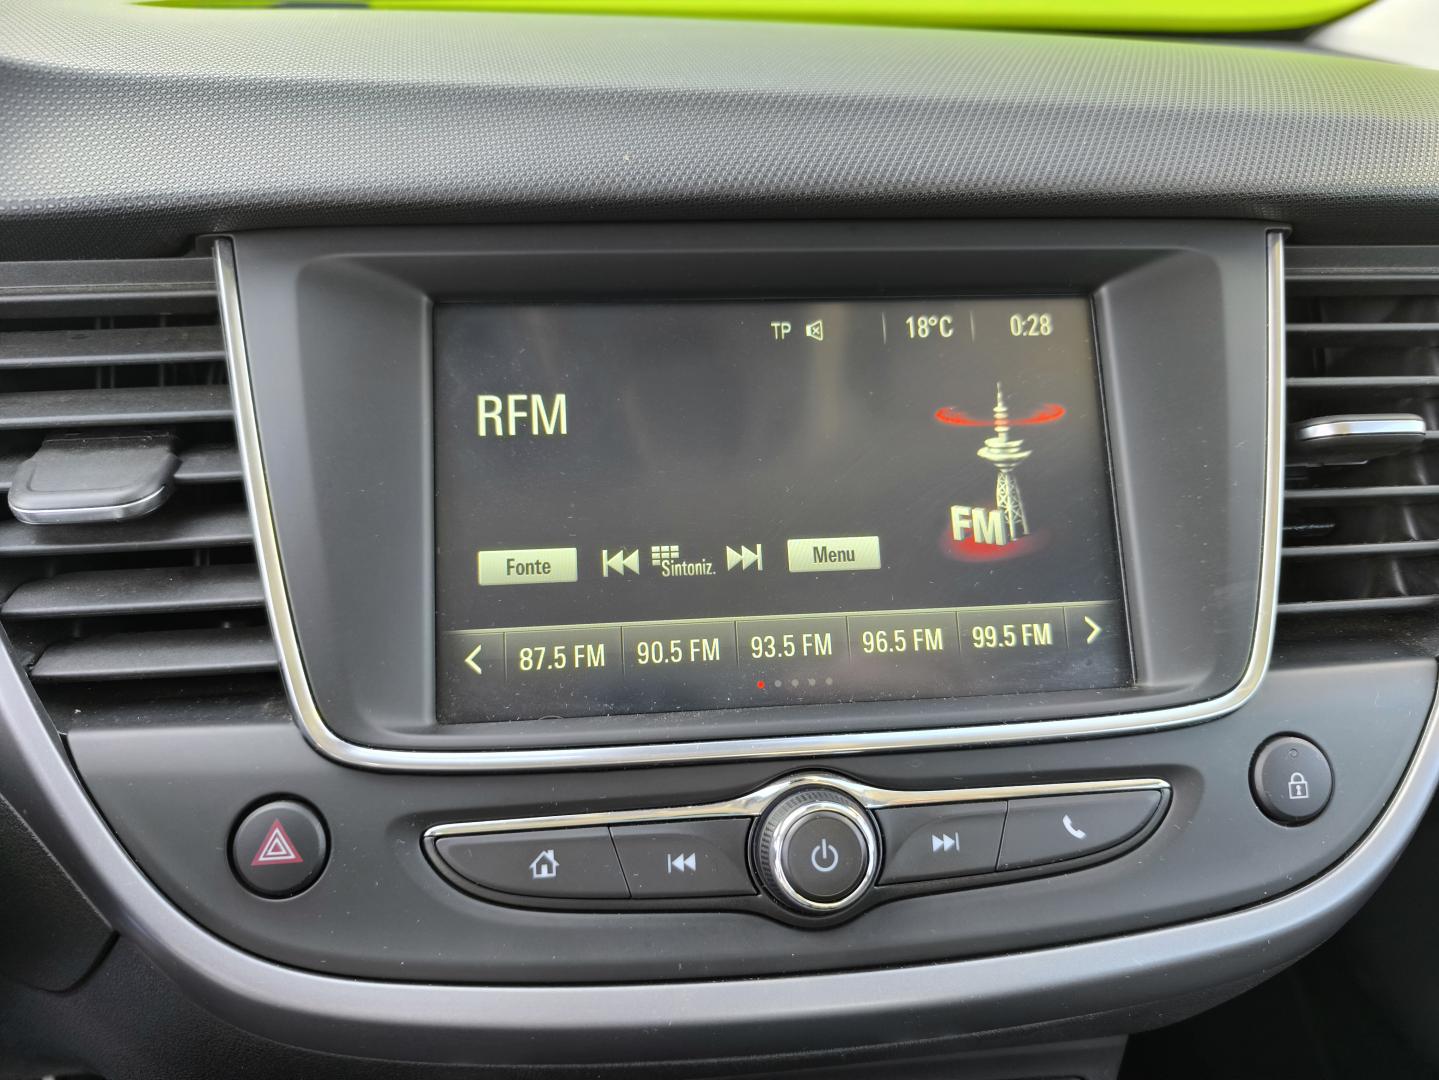 TP 18°C 0:28
RFM
FM
Fonte Sintoniz. Menu
87.5 FM 90.5 FM 93.5 FM 96.5 FM 99.5 FM